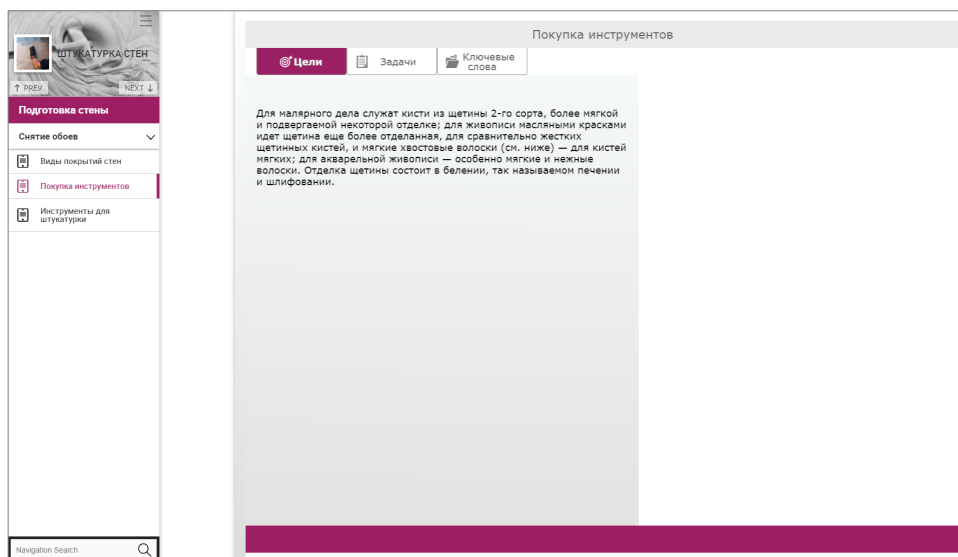 ШТУКАТУРКА СТЕН
↑ PREV
NEXT ↓
Подготовка стены
Снятие обоев
Виды покрытий стен
Покупка инструментов
Инструменты для
штукатурки
Navigation Search
Покупка инструментов
Цели
Задачи
Ключевые
слова
Для малярного дела служат кисти из щетины 2-го сорта, более мягкой
и подвергаемой некоторой отделке; для живописи масляными красками
идет щетина еще более отделанная, для сравнительно жестких
щетинных кистей, и мягкие хвостовые волоски (см. ниже) — для кистей
мягких; для акварельной живописи — особенно мягкие и нежные
волоски. Отделка щетины состоит в белении, так называемом печении
и шлифовании.